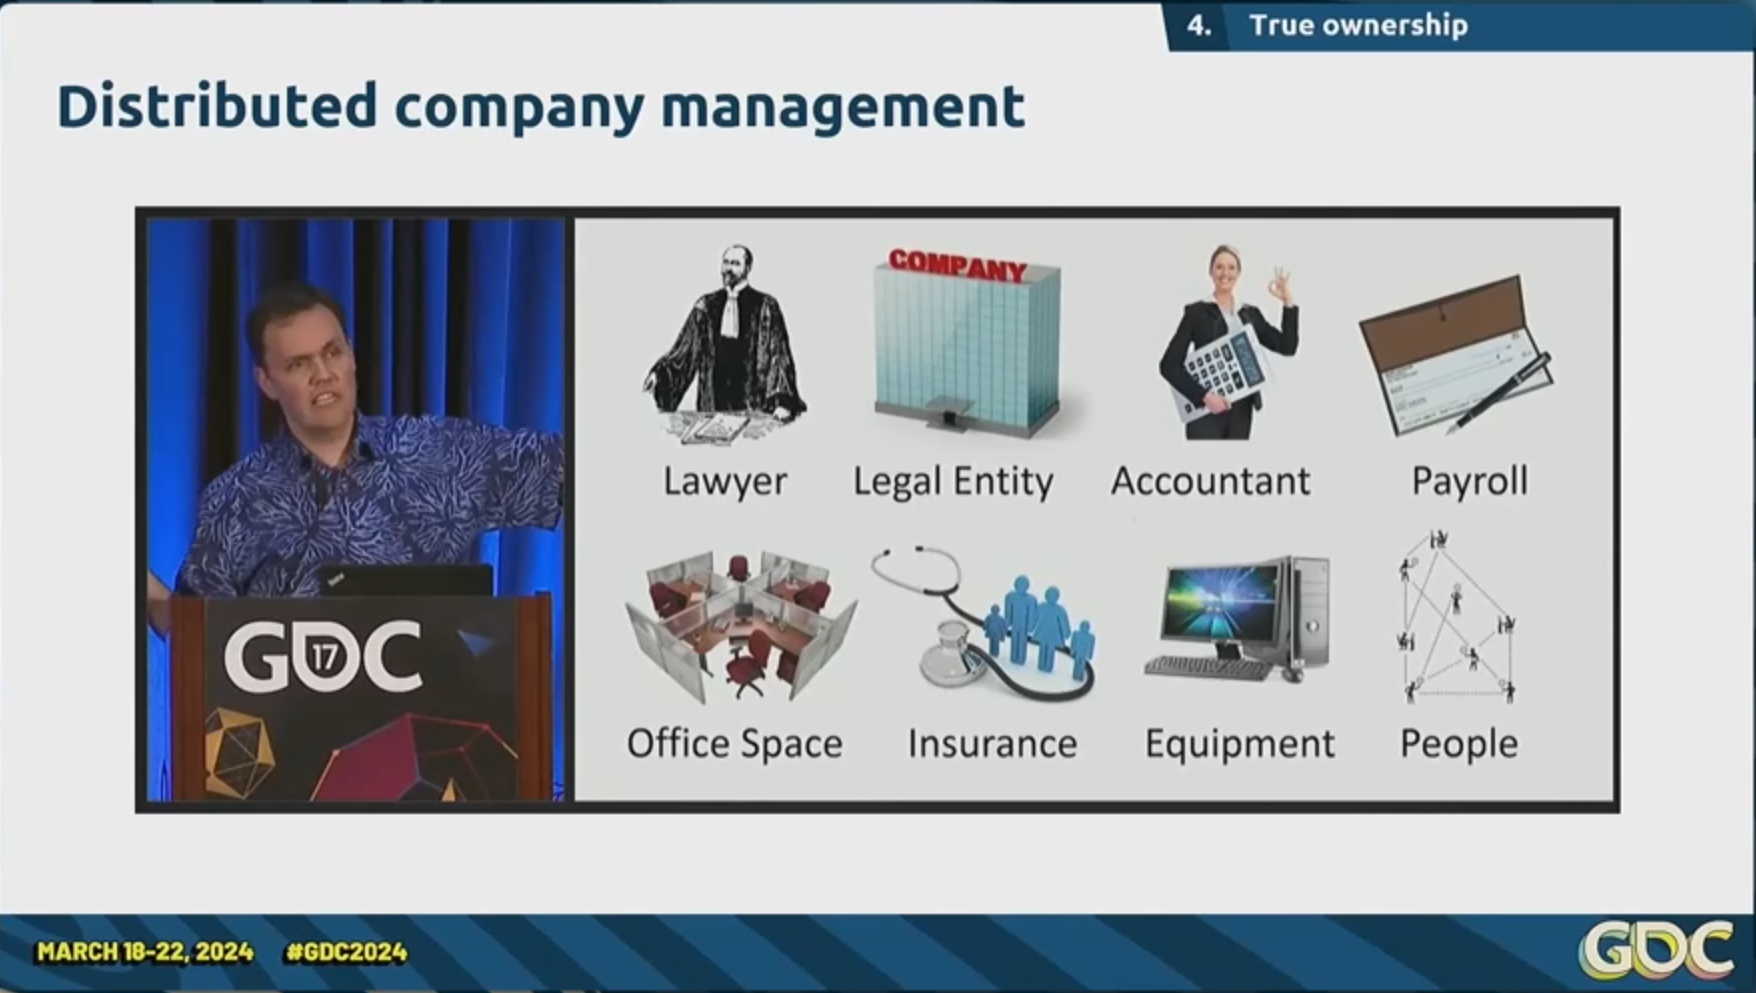 4. True ownership
Distributed company management
COMPANY
Lawyer Legal Entity Accountant Payroll
GDC
17
Office Space Insurance Equipment People
MARCH 18-22, 2024 #GDC2024
GDC